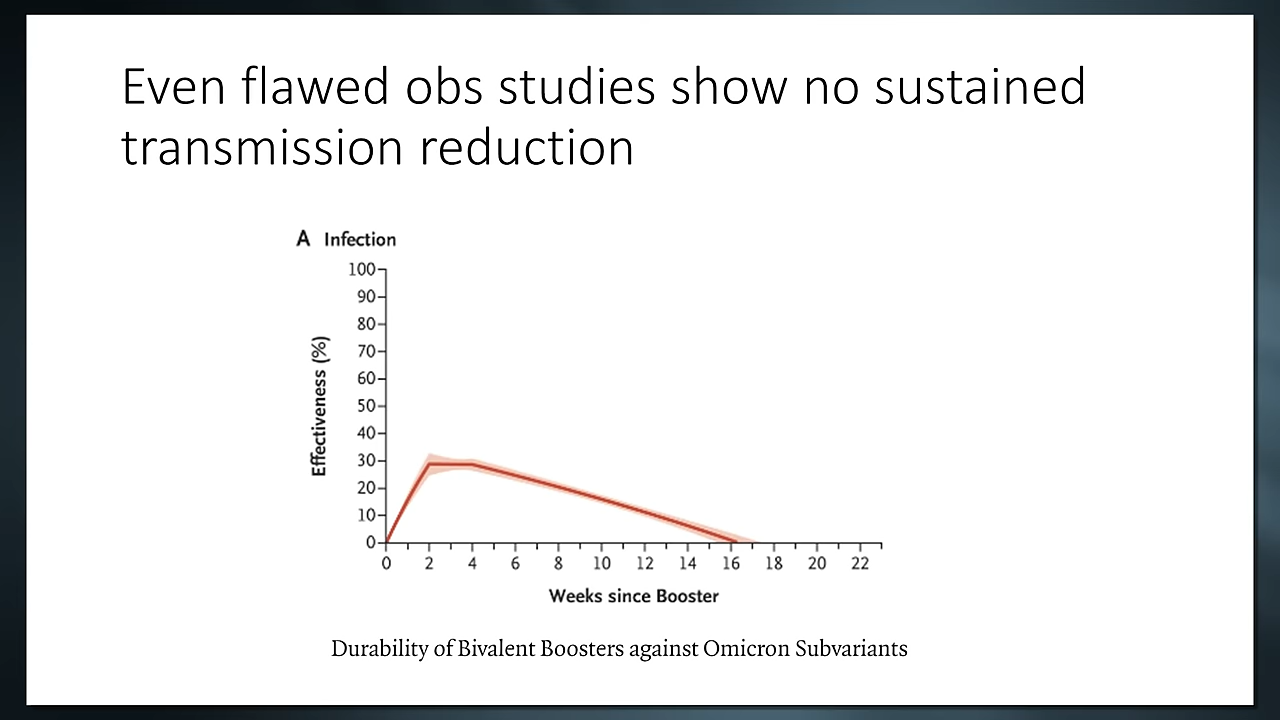 Even flawed obs studies show no sustained
transmission reduction
A Infection
100
90
80
70
60
50
40
30
20
10
0
Effectiveness (%)
0 2 4 6 8 10 12 14 16 18 20 22
Weeks since Booster
Durability of Bivalent Boosters against Omicron Subvariants